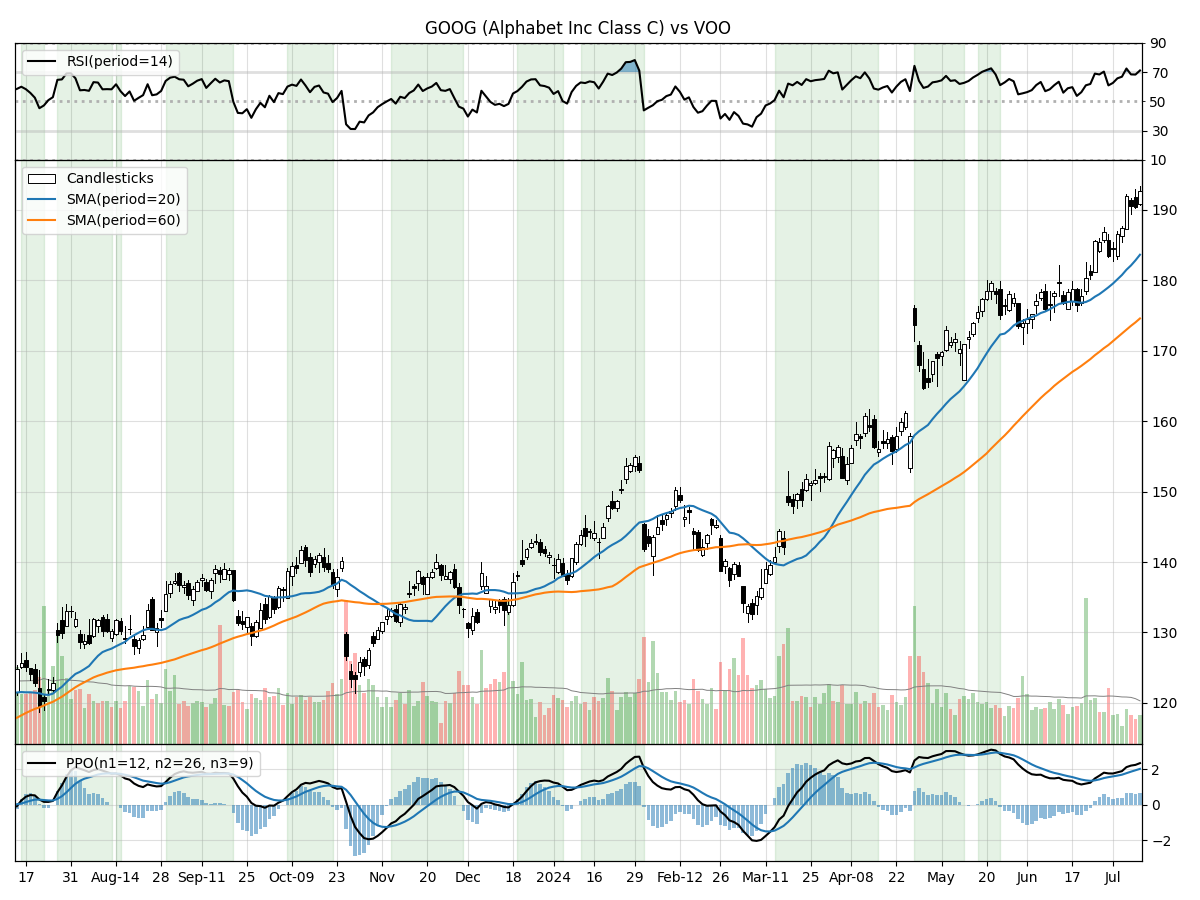 GOOG (Alphabet Inc Class C) vs VOO
RSI(period=14)
90
70
50
30
10
Candlesticks
SMA(period=20)
SMA(period=60)
190
180
170
160
150
140
130
120
PPO(n1=12, n2=26, n3=9)
2
0
−2
17 31 Aug-14 28 Sep-11 25 Oct-09 23 Nov 20 Dec 18 2024 16 29 Feb-12 26 Mar-11 25 Apr-08 22 May 20 Jun 17 Jul